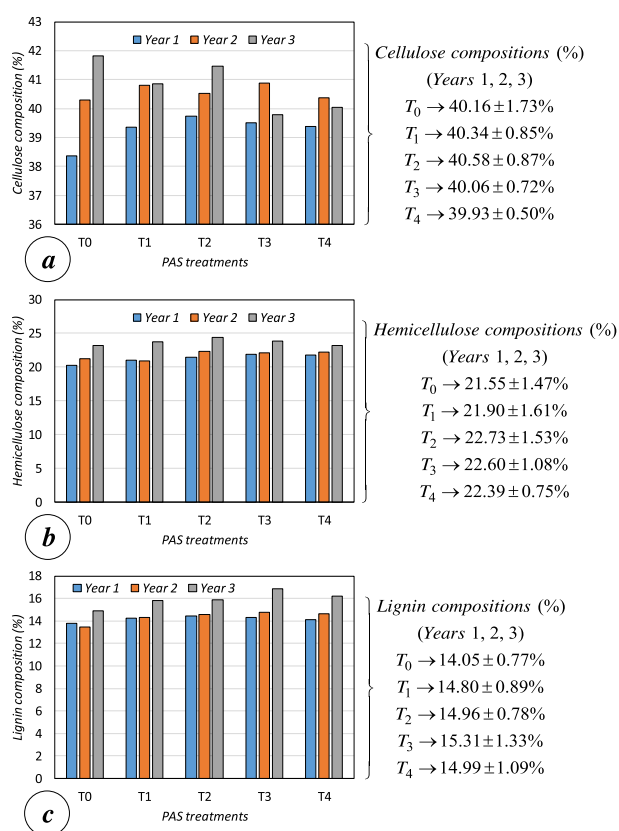 43
42
41
40
39
38
37
36
Cellulose composition (%)
Year 1 Year 2 Year 3
T0 T1 T2 T3 T4
PAS treatments
a
Cellulose compositions (%)
(Years 1, 2, 3)
T₀ → 40.16 ± 1.73%
T₁ → 40.34 ± 0.85%
T₂ → 40.58 ± 0.87%
T₃ → 40.06 ± 0.72%
T₄ → 39.93 ± 0.50%
30
25
20
15
10
5
0
Hemicellulose composition (%)
Year 1 Year 2 Year 3
T0 T1 T2 T3 T4
PAS treatments
b
Hemicellulose compositions (%)
(Years 1, 2, 3)
T₀ → 21.55 ± 1.47%
T₁ → 21.90 ± 1.61%
T₂ → 22.73 ± 1.53%
T₃ → 22.60 ± 1.08%
T₄ → 22.39 ± 0.75%
18
16
14
12
10
8
6
4
2
0
Lignin composition (%)
Year 1 Year 2 Year 3
T0 T1 T2 T3 T4
PAS treatments
c
Lignin compositions (%)
(Years 1, 2, 3)
T₀ → 14.05 ± 0.77%
T₁ → 14.80 ± 0.89%
T₂ → 14.96 ± 0.78%
T₃ → 15.31 ± 1.33%
T₄ → 14.99 ± 1.09%